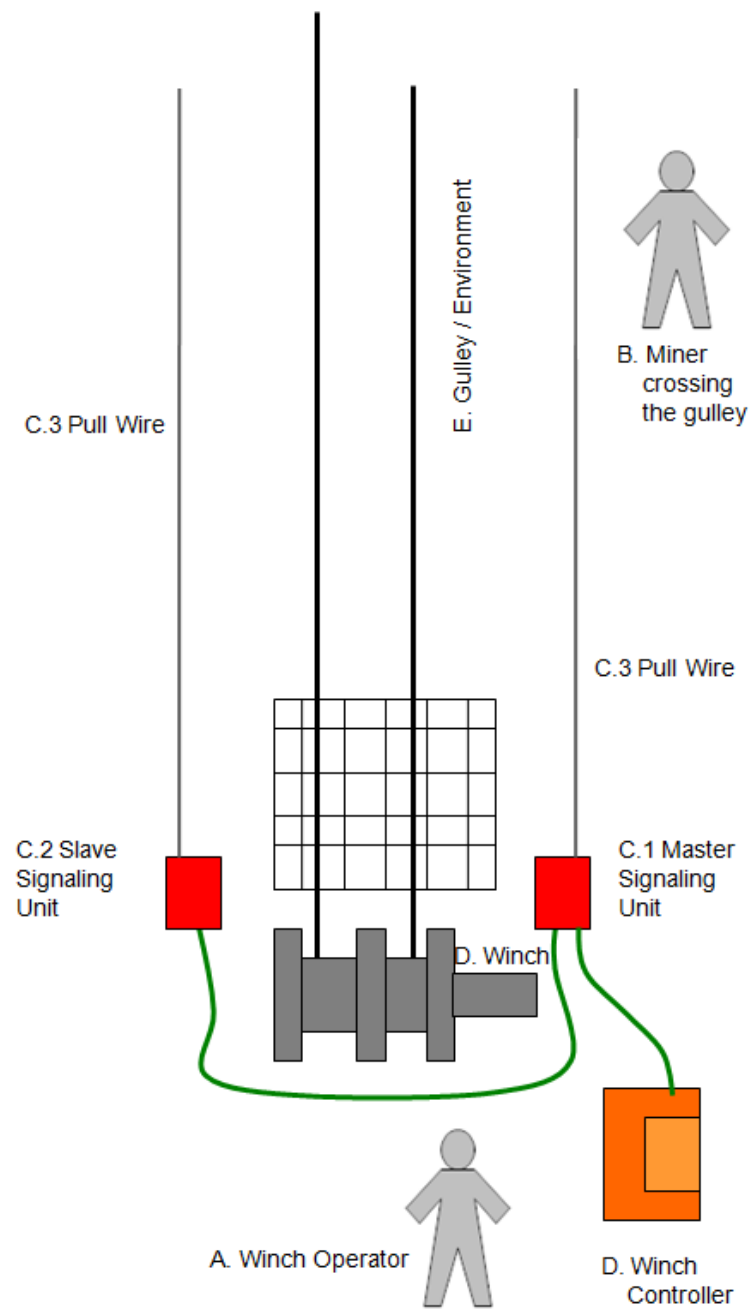 E. Gulley / Environment
B. Miner
crossing
the gulley
C.3 Pull Wire
C.3 Pull Wire
C.2 Slave
Signaling
Unit
C.1 Master
Signaling
Unit
D. Winch
A. Winch Operator
D. Winch
Controller